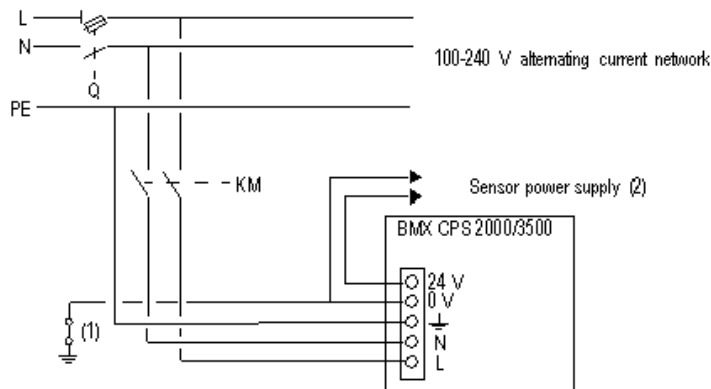 L
N
100-240 V alternating current network
Q
PE
KM
Sensor power supply (2)
BMX CPS 2000/3500
24 V
0 V
(1)
N
L